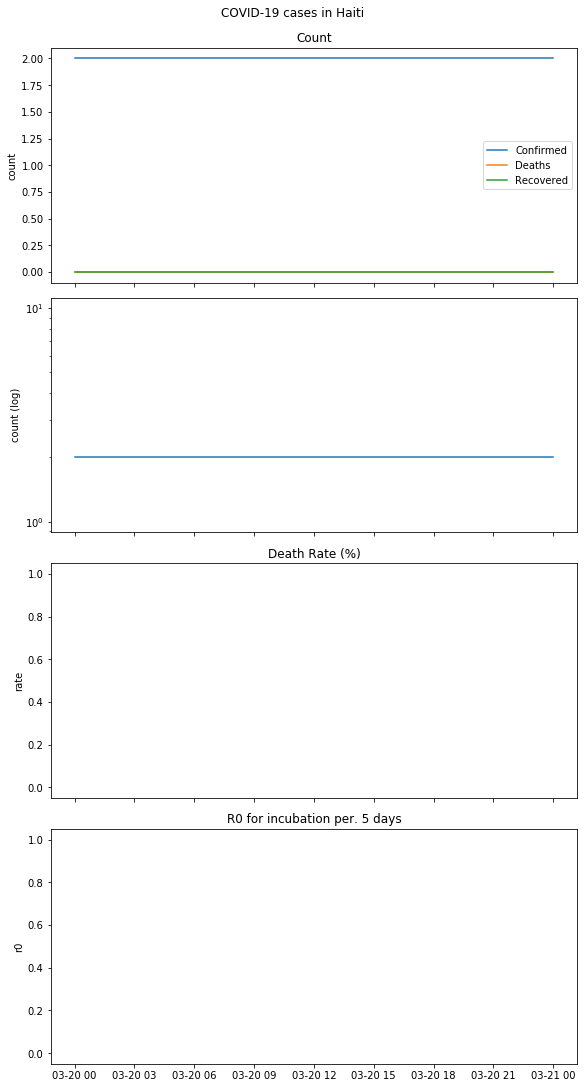 COVID-19 cases in Haiti
Count
2.00
1.75
1.50
1.25
1.00
0.75
0.50
0.25
0.00
count
Confirmed
Deaths
Recovered
10¹
10⁰
count (log)
Death Rate (%)
1.0
0.8
0.6
0.4
0.2
0.0
rate
R0 for incubation per. 5 days
1.0
0.8
0.6
0.4
0.2
0.0
r0
03-20 00 03-20 03 03-20 06 03-20 09 03-20 12 03-20 15 03-20 18 03-20 21 03-21 00